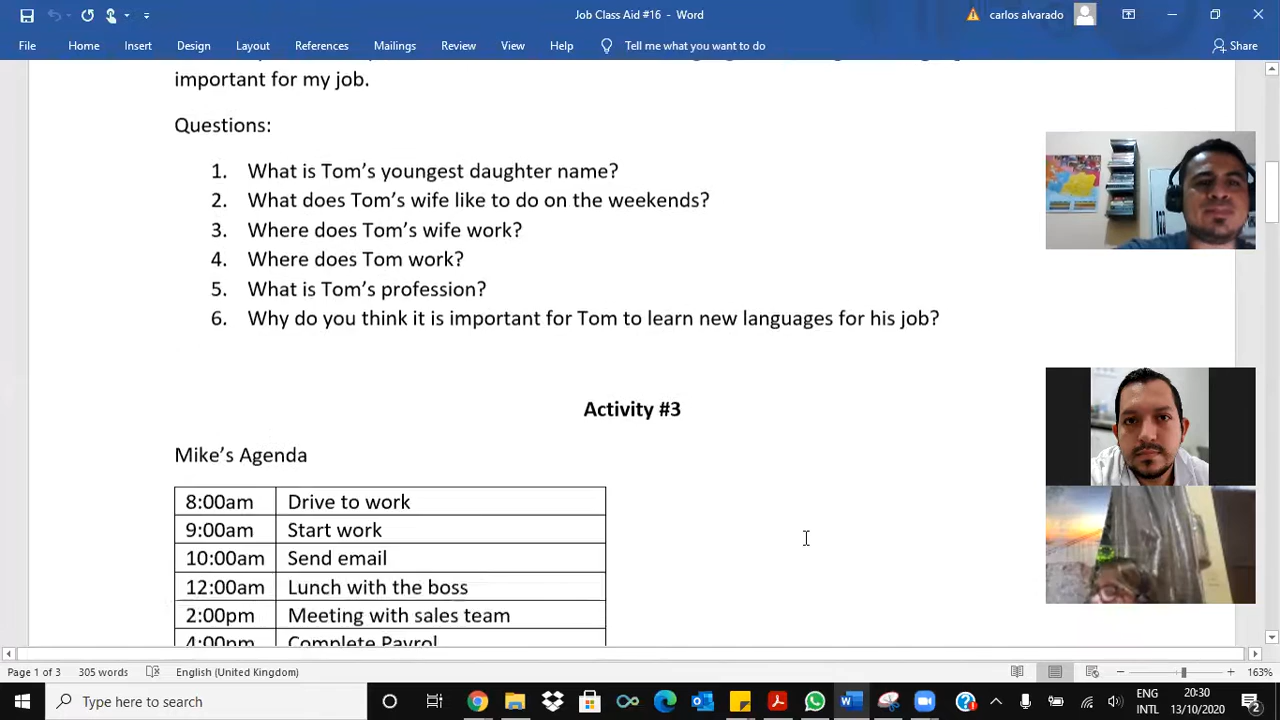 Job Class Aid #16 - Word
carlos alvarado
File Home Insert Design Layout References Mailings Review View Help Tell me what you want to do Share
important for my job.
Questions:
1. What is Tom’s youngest daughter name?
2. What does Tom’s wife like to do on the weekends?
3. Where does Tom’s wife work?
4. Where does Tom work?
5. What is Tom’s profession?
6. Why do you think it is important for Tom to learn new languages for his job?
Activity #3
Mike’s Agenda
8:00am Drive to work
9:00am Start work
10:00am Send email
12:00am Lunch with the boss
2:00pm Meeting with sales team
4:00pm Complete Payrol
Page 1 of 3 305 words English (United Kingdom) 163%
Type here to search
ENG 20:30
INTL 13/10/2020
2